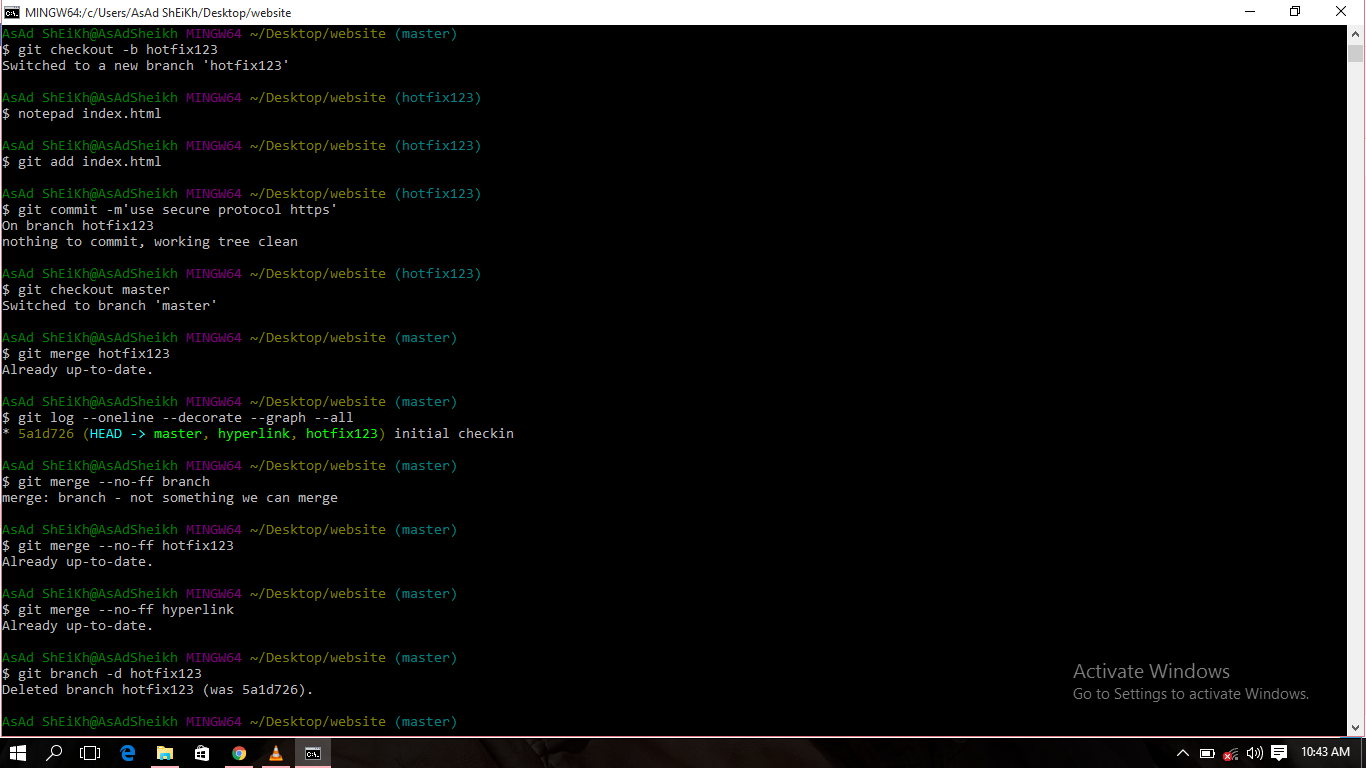 MINGW64:/c/Users/AsAd ShEiKh/Desktop/website
AsAd ShEiKh@AsAdSheikh MINGW64 ~/Desktop/website (master)
$ git checkout -b hotfix123
Switched to a new branch 'hotfix123'
AsAd ShEiKh@AsAdSheikh MINGW64 ~/Desktop/website (hotfix123)
$ notepad index.html
AsAd ShEiKh@AsAdSheikh MINGW64 ~/Desktop/website (hotfix123)
$ git add index.html
AsAd ShEiKh@AsAdSheikh MINGW64 ~/Desktop/website (hotfix123)
$ git commit -m'use secure protocol https'
On branch hotfix123
nothing to commit, working tree clean
AsAd ShEiKh@AsAdSheikh MINGW64 ~/Desktop/website (hotfix123)
$ git checkout master
Switched to branch 'master'
AsAd ShEiKh@AsAdSheikh MINGW64 ~/Desktop/website (master)
$ git merge hotfix123
Already up-to-date.
AsAd ShEiKh@AsAdSheikh MINGW64 ~/Desktop/website (master)
$ git log --oneline --decorate --graph --all
* 5a1d726 (HEAD -> master, hyperlink, hotfix123) initial checkin
AsAd ShEiKh@AsAdSheikh MINGW64 ~/Desktop/website (master)
$ git merge --no-ff branch
merge: branch - not something we can merge
AsAd ShEiKh@AsAdSheikh MINGW64 ~/Desktop/website (master)
$ git merge --no-ff hotfix123
Already up-to-date.
AsAd ShEiKh@AsAdSheikh MINGW64 ~/Desktop/website (master)
$ git merge --no-ff hyperlink
Already up-to-date.
AsAd ShEiKh@AsAdSheikh MINGW64 ~/Desktop/website (master)
$ git branch -d hotfix123
Deleted branch hotfix123 (was 5a1d726).
AsAd ShEiKh@AsAdSheikh MINGW64 ~/Desktop/website (master)
Activate Windows
Go to Settings to activate Windows.
10:43 AM